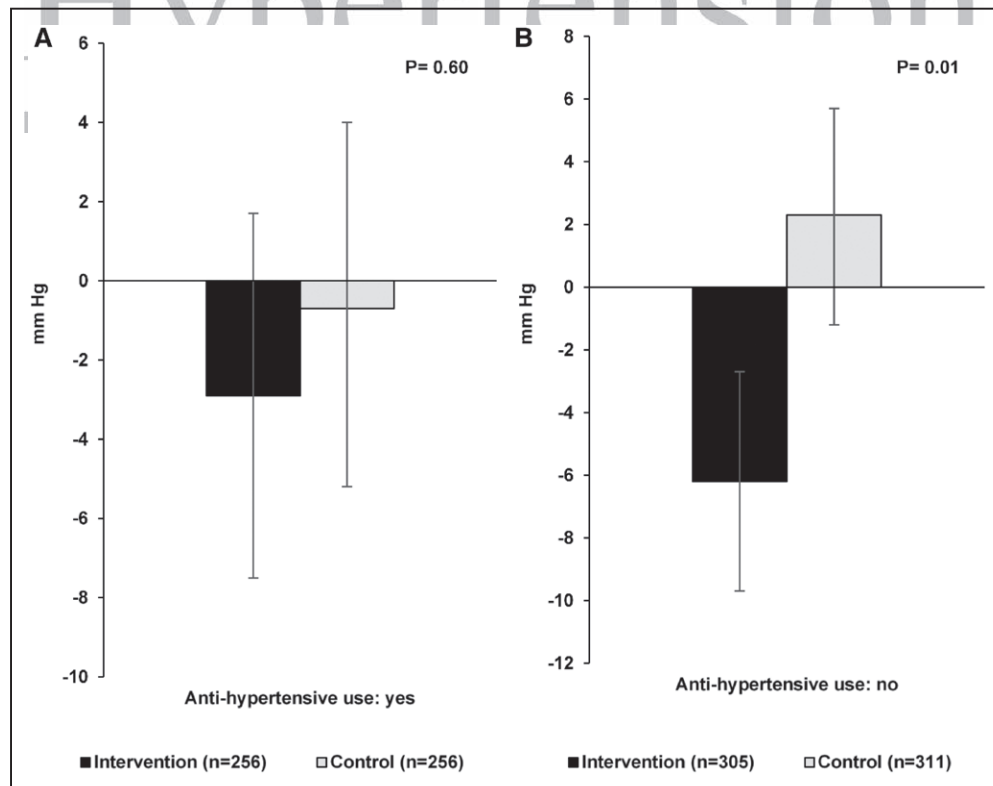 Hypertension
A
P= 0.60
6
4
2
0
-2
-4
-6
-8
-10
mm Hg
Anti-hypertensive use: yes
Intervention (n=256) Control (n=256)
B
P= 0.01
8
6
4
2
0
-2
-4
-6
-8
-10
-12
mm Hg
Anti-hypertensive use: no
Intervention (n=305) Control (n=311)